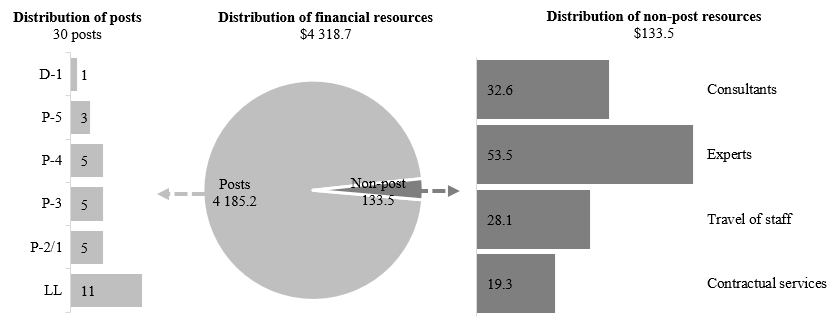 Distribution of posts
30 posts
D-1 1
P-5 3
P-4 5
P-3 5
P-2/1 5
LL 11
Distribution of financial resources
$4 318.7
Posts
4 185.2
Non-post
133.5
Distribution of non-post resources
$133.5
32.6 Consultants
53.5 Experts
28.1 Travel of staff
19.3 Contractual services